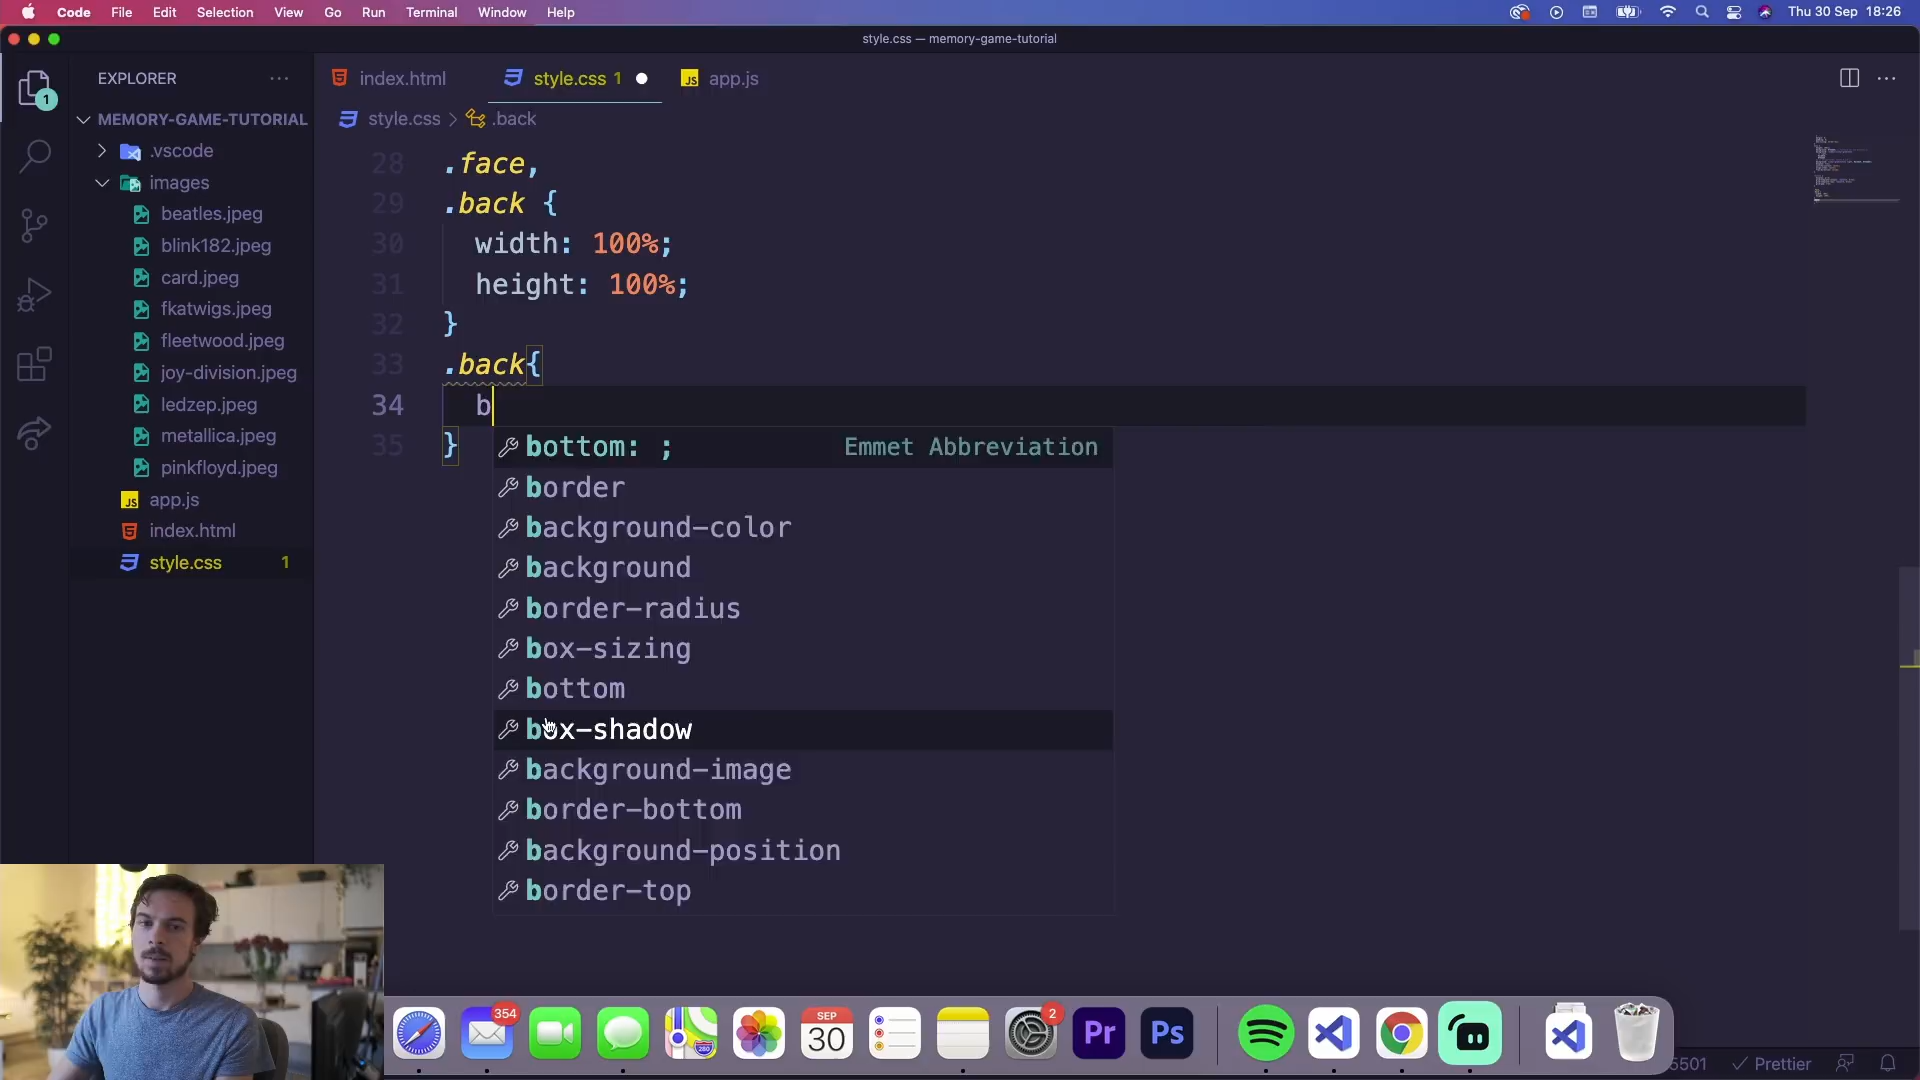 Code File Edit Selection View Go Run Terminal Window Help Thu 30 Sep 18:26
style.css — memory-game-tutorial
EXPLORER
1
MEMORY-GAME-TUTORIAL
.vscode
images
beatles.jpeg
blink182.jpeg
card.jpeg
fkatwigs.jpeg
fleetwood.jpeg
joy-division.jpeg
ledzep.jpeg
metallica.jpeg
pinkfloyd.jpeg
JS app.js
index.html
style.css 1
index.html style.css 1 JS app.js
style.css > .back
28 .face,
29 .back {
30 width: 100%;
31 height: 100%;
32 }
33 .back{
34 b
35 }
bottom: ; Emmet Abbreviation
border
background-color
background
border-radius
box-sizing
bottom
box-shadow
background-image
border-bottom
background-position
border-top
354
SEP
30
2
Pr
Ps
280
5501 Prettier